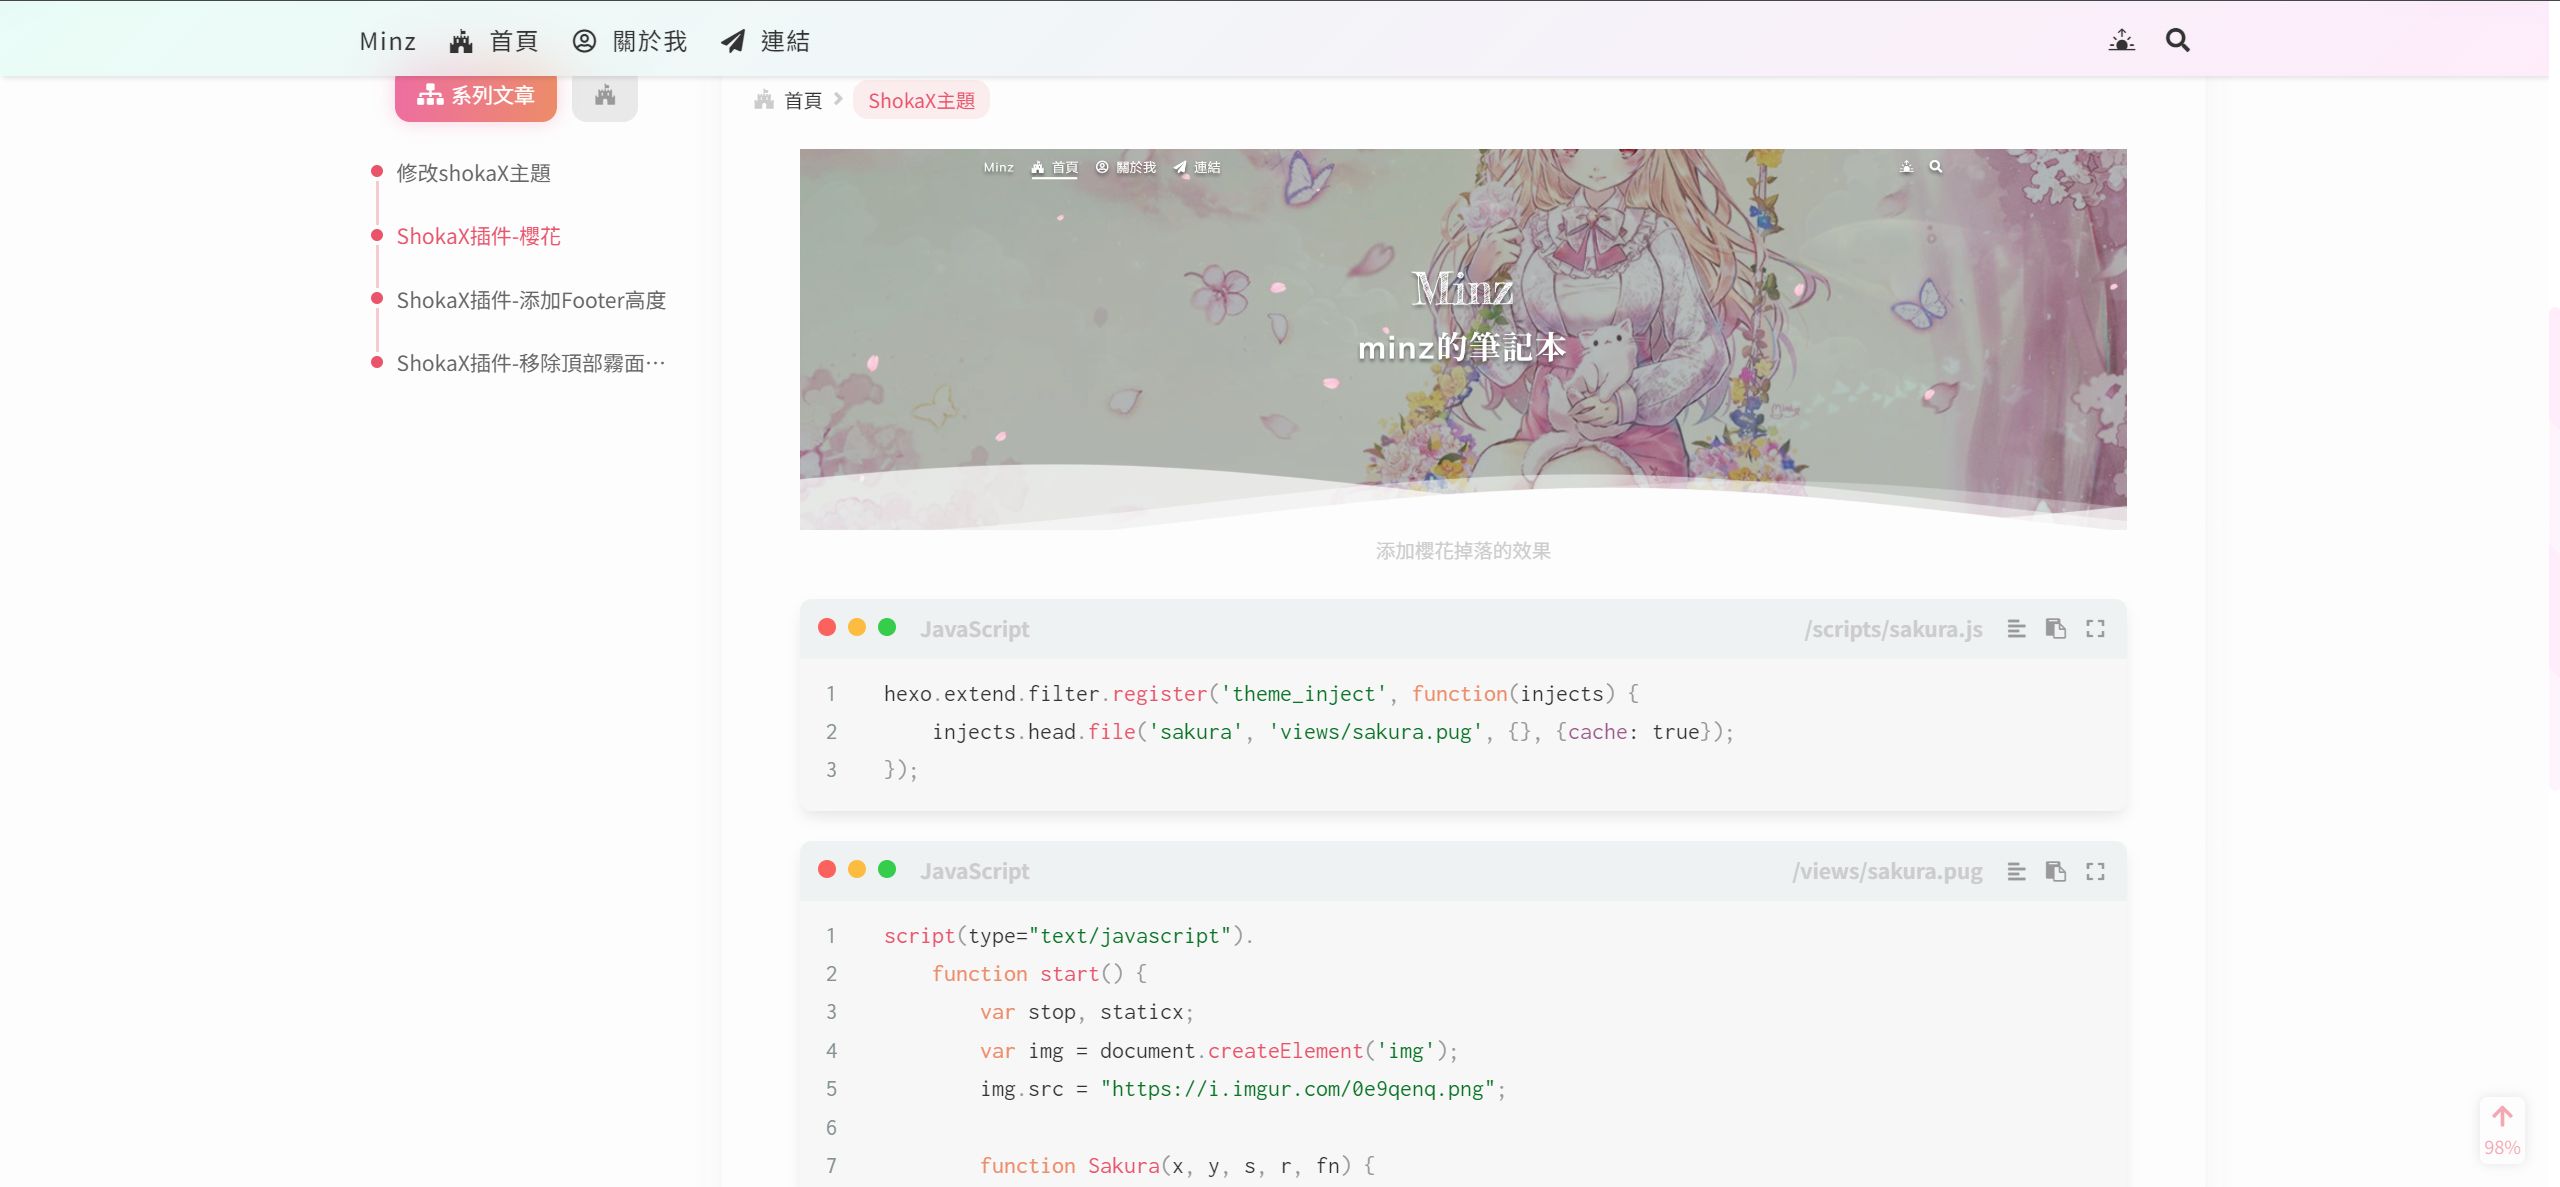 Minz 首頁 關於我 連結
系列文章
修改shokaX主題
ShokaX插件-櫻花
ShokaX插件-添加Footer高度
ShokaX插件-移除頂部霧面…
首頁 ShokaX主題
Minz 首頁 關於我 連結
Minz
minz的筆記本
添加櫻花掉落的效果
JavaScript /scripts/sakura.js
1 hexo.extend.filter.register('theme_inject', function(injects) {
2 injects.head.file('sakura', 'views/sakura.pug', {}, {cache: true});
3 });
JavaScript /views/sakura.pug
1 script(type="text/javascript").
2 function start() {
3 var stop, staticx;
4 var img = document.createElement('img');
5 img.src = "https://i.imgur.com/0e9qenq.png";
6
7 function Sakura(x, y, s, r, fn) {
98%